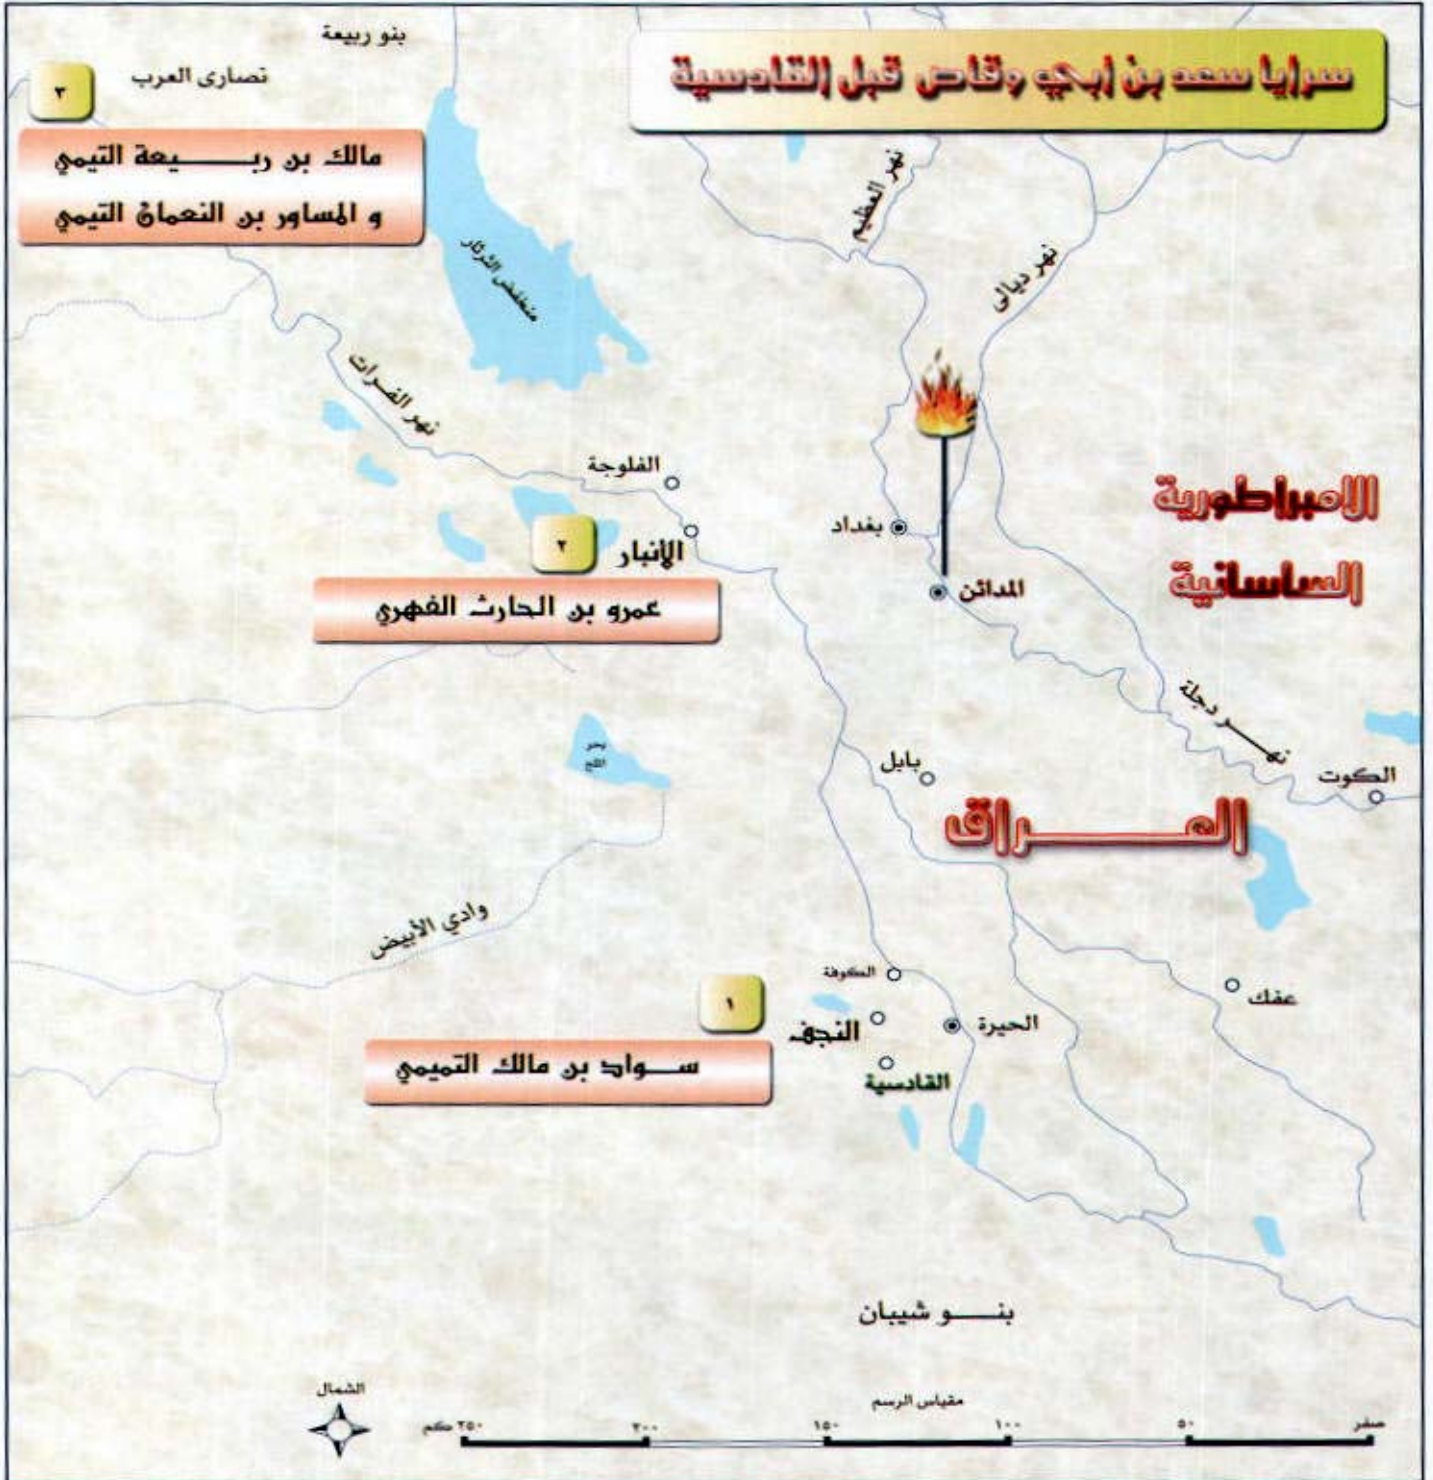 سرايا سعد بن أبي وقاص قبل القادسية
بنو ربيعة
نصارى العرب
٣
مالك بن ربيعة التيمي
و المساور بن النعمان التيمي
نهر العظيم
نهر ديالى
منخفض الثرثار
نهر الفرات
الفلوجة
بغداد
الامبراطورية
الساسانية
٢
الأنبار
المدائن
عمرو بن الحارث الفهري
نهر دجلة
بحر
الملح
بابل
الكوت
العراق
وادي الأبيض
الكوفة
عفك
١
النجف
الحيرة
سواد بن مالك التميمي
القادسية
بنو شيبان
الشمال
مقياس الرسم
صفر
٥٠
١٠٠
١٥٠
٢٠٠
٢٥٠ كم